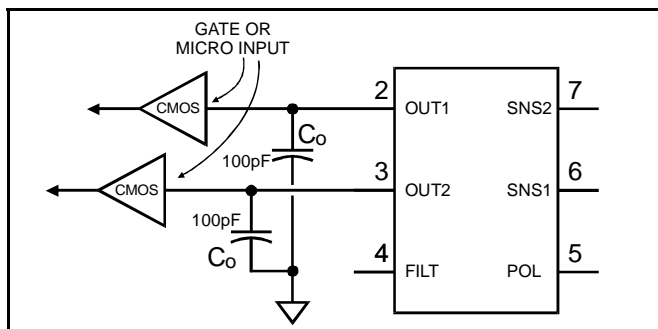 GATE OR
MICRO INPUT
CMOS
2
OUT1
SNS2
7
Co
100pF
CMOS
3
OUT2
SNS1
6
100pF
Co
4
FILT
POL
5